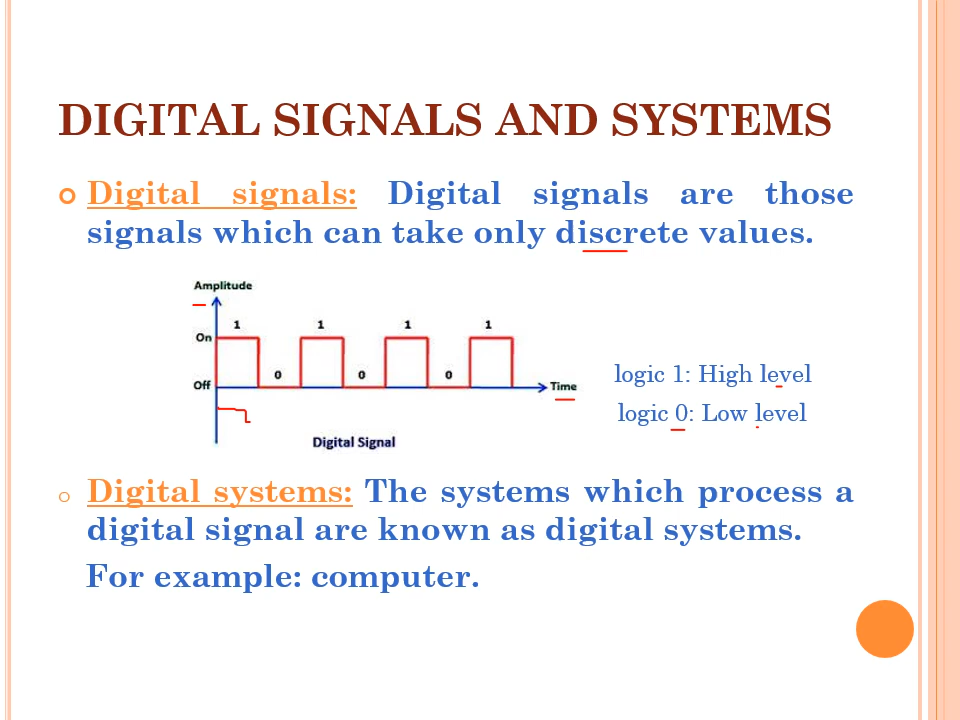 DIGITAL SIGNALS AND SYSTEMS
Digital signals: Digital signals are those
signals which can take only discrete values.
Amplitude
1 1 1 1
On
0 0 0
Off
Time
logic 1: High level
logic 0: Low level
Digital Signal
Digital systems: The systems which process a
digital signal are known as digital systems.
For example: computer.